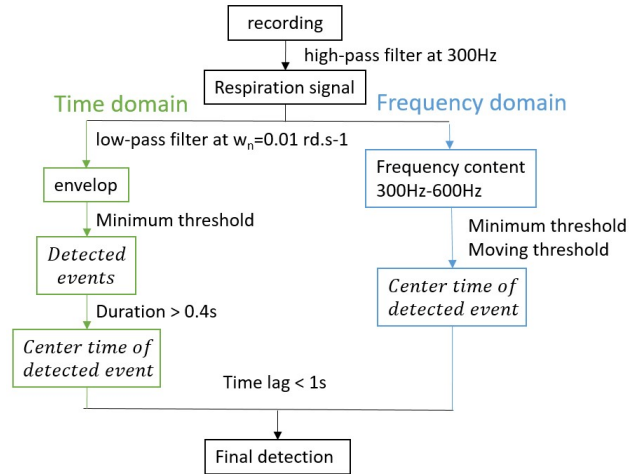 recording
high-pass filter at 300Hz
Respiration signal
Time domain
Frequency domain
low-pass filter at wₙ=0.01 rd.s-1
envelop
Frequency content
300Hz-600Hz
Minimum threshold
Minimum threshold
Moving threshold
Detected
events
Center time of
detected event
Duration > 0.4s
Center time of
detected event
Time lag < 1s
Final detection